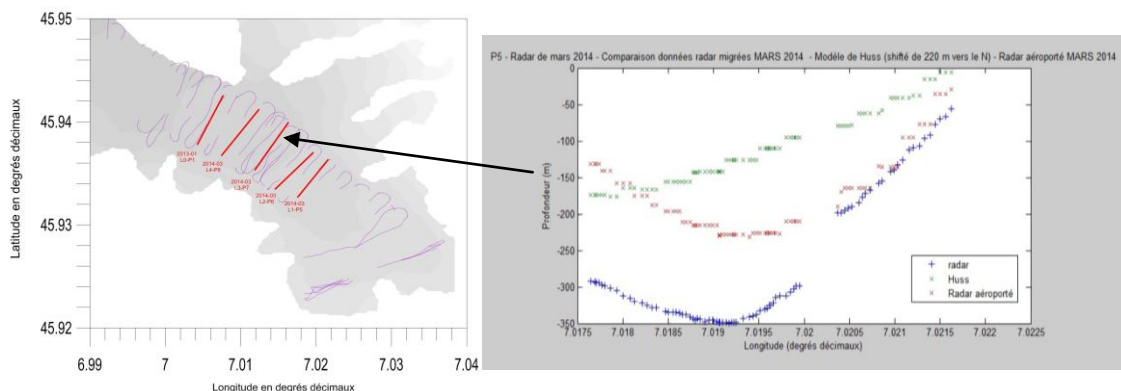 45.95
45.94
45.93
45.92
Latitude en degrés décimaux
6.99
7
7.01
7.02
7.03
7.04
Longitude en degrés décimaux
2013-01
L0-P1
2014-03
L4-P8
2014-03
L3-P7
2014-03
L2-P6
2014-03
L1-P5
P5 - Radar de mars 2014 - Comparaison données radar migrées MARS 2014 - Modèle de Huss (shifté de 220 m vers le N) - Radar aéroporté MARS 2014
0
-50
-100
-150
-200
-250
-300
-350
Profondeur (m)
7.0175
7.018
7.0185
7.019
7.0195
7.02
7.0205
7.021
7.0215
7.022
7.0225
Longitude (degrés décimaux)
radar
Huss
Radar aéroporté